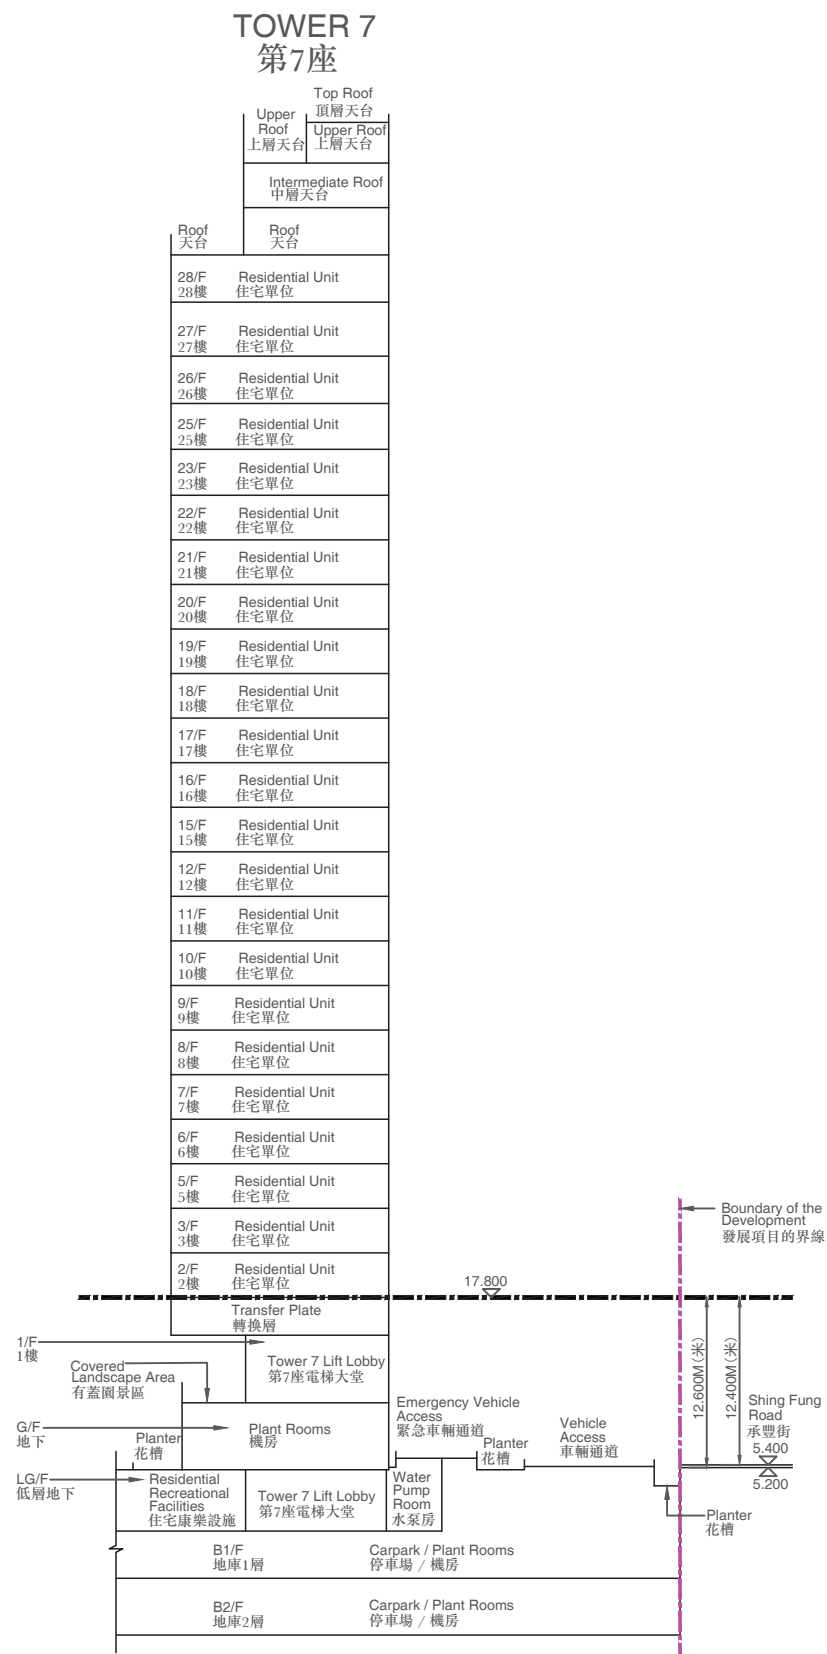 TOWER 7
第7座
Top Roof
頂層天台
Upper
Roof
上層天台
Upper Roof
上層天台
Intermediate Roof
中層天台
Roof
天台
Roof
天台
28/F Residential Unit
28樓 住宅單位
27/F Residential Unit
27樓 住宅單位
26/F Residential Unit
26樓 住宅單位
25/F Residential Unit
25樓 住宅單位
23/F Residential Unit
23樓 住宅單位
22/F Residential Unit
22樓 住宅單位
21/F Residential Unit
21樓 住宅單位
20/F Residential Unit
20樓 住宅單位
19/F Residential Unit
19樓 住宅單位
18/F Residential Unit
18樓 住宅單位
17/F Residential Unit
17樓 住宅單位
16/F Residential Unit
16樓 住宅單位
15/F Residential Unit
15樓 住宅單位
12/F Residential Unit
12樓 住宅單位
11/F Residential Unit
11樓 住宅單位
10/F Residential Unit
10樓 住宅單位
9/F Residential Unit
9樓 住宅單位
8/F Residential Unit
8樓 住宅單位
7/F Residential Unit
7樓 住宅單位
6/F Residential Unit
6樓 住宅單位
5/F Residential Unit
5樓 住宅單位
3/F Residential Unit
3樓 住宅單位
2/F Residential Unit
2樓 住宅單位
Boundary of the
Development
發展項目的界線
17.800
Transfer Plate
轉換層
1/F
1樓
Tower 7 Lift Lobby
第7座電梯大堂
Covered
Landscape Area
有蓋園景區
12.600M (米)
12.400M (米)
Shing Fung
Road
承豐街
5.400
5.200
G/F
地下
Planter
花槽
Plant Rooms
機房
Emergency Vehicle
Access
緊急車輛通道
Planter
花槽
Vehicle
Access
車輛通道
LG/F
低層地下
Residential
Recreational
Facilities
住宅康樂設施
Tower 7 Lift Lobby
第7座電梯大堂
Water
Pump
Room
水泵房
Planter
花槽
B1/F Carpark / Plant Rooms
地庫1層 停車場 / 機房
B2/F Carpark / Plant Rooms
地庫2層 停車場 / 機房